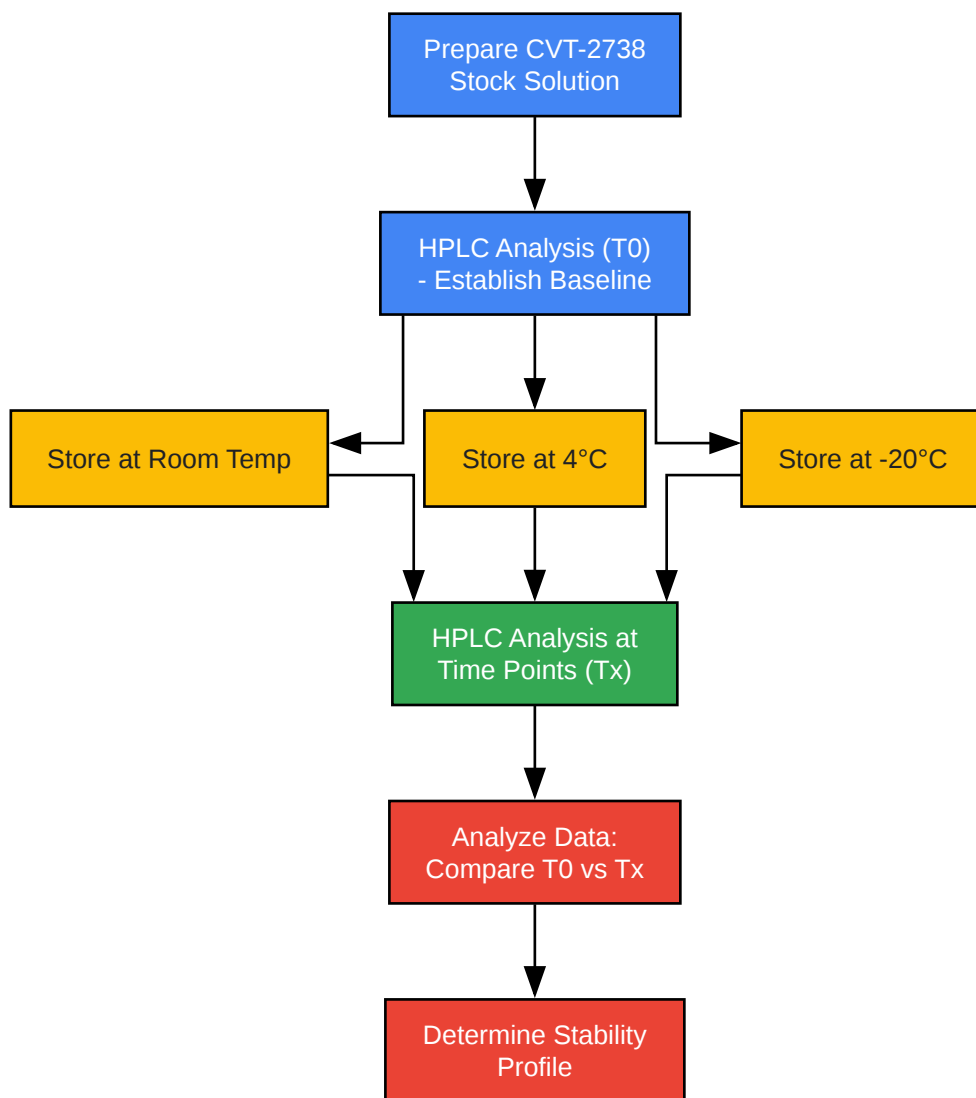 Prepare CVT-2738
Stock Solution
HPLC Analysis (T0)
- Establish Baseline
Store at Room Temp
Store at 4°C
Store at -20°C
HPLC Analysis at
Time Points (Tx)
Analyze Data:
Compare T0 vs Tx
Determine Stability
Profile